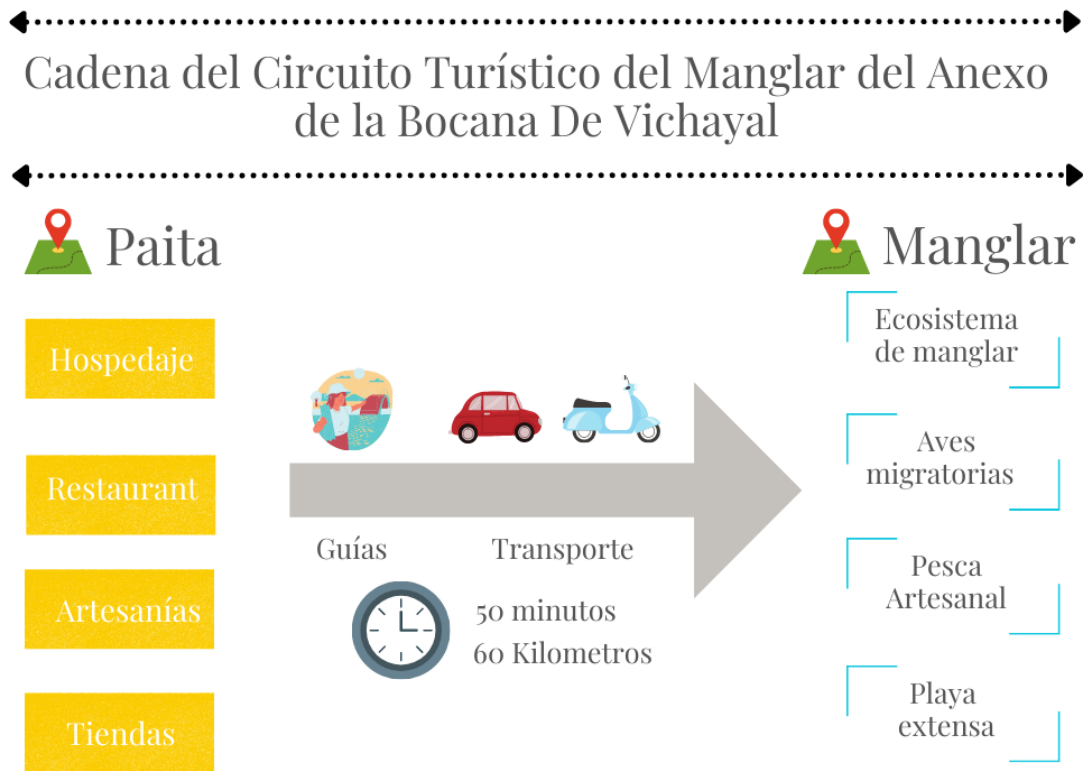 Cadena del Circuito Turístico del Manglar del Anexo
de la Bocana De Vichayal
Paita
Manglar
Hospedaje
Restaurant
Artesanías
Tiendas
Guías
Transporte
50 minutos
60 Kilometros
Ecosistema
de manglar
Aves
migratorias
Pesca
Artesanal
Playa
extensa